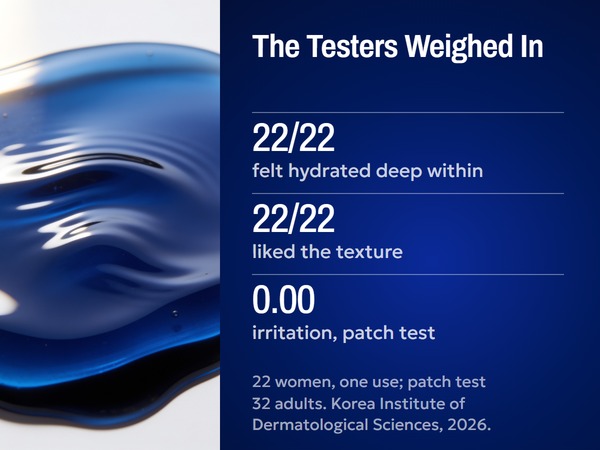 The Testers Weighed In
22/22
felt hydrated deep within
22/22
liked the texture
0.00
irritation, patch test
22 women, one use; patch test
32 adults. Korea Institute of
Dermatological Sciences, 2026.